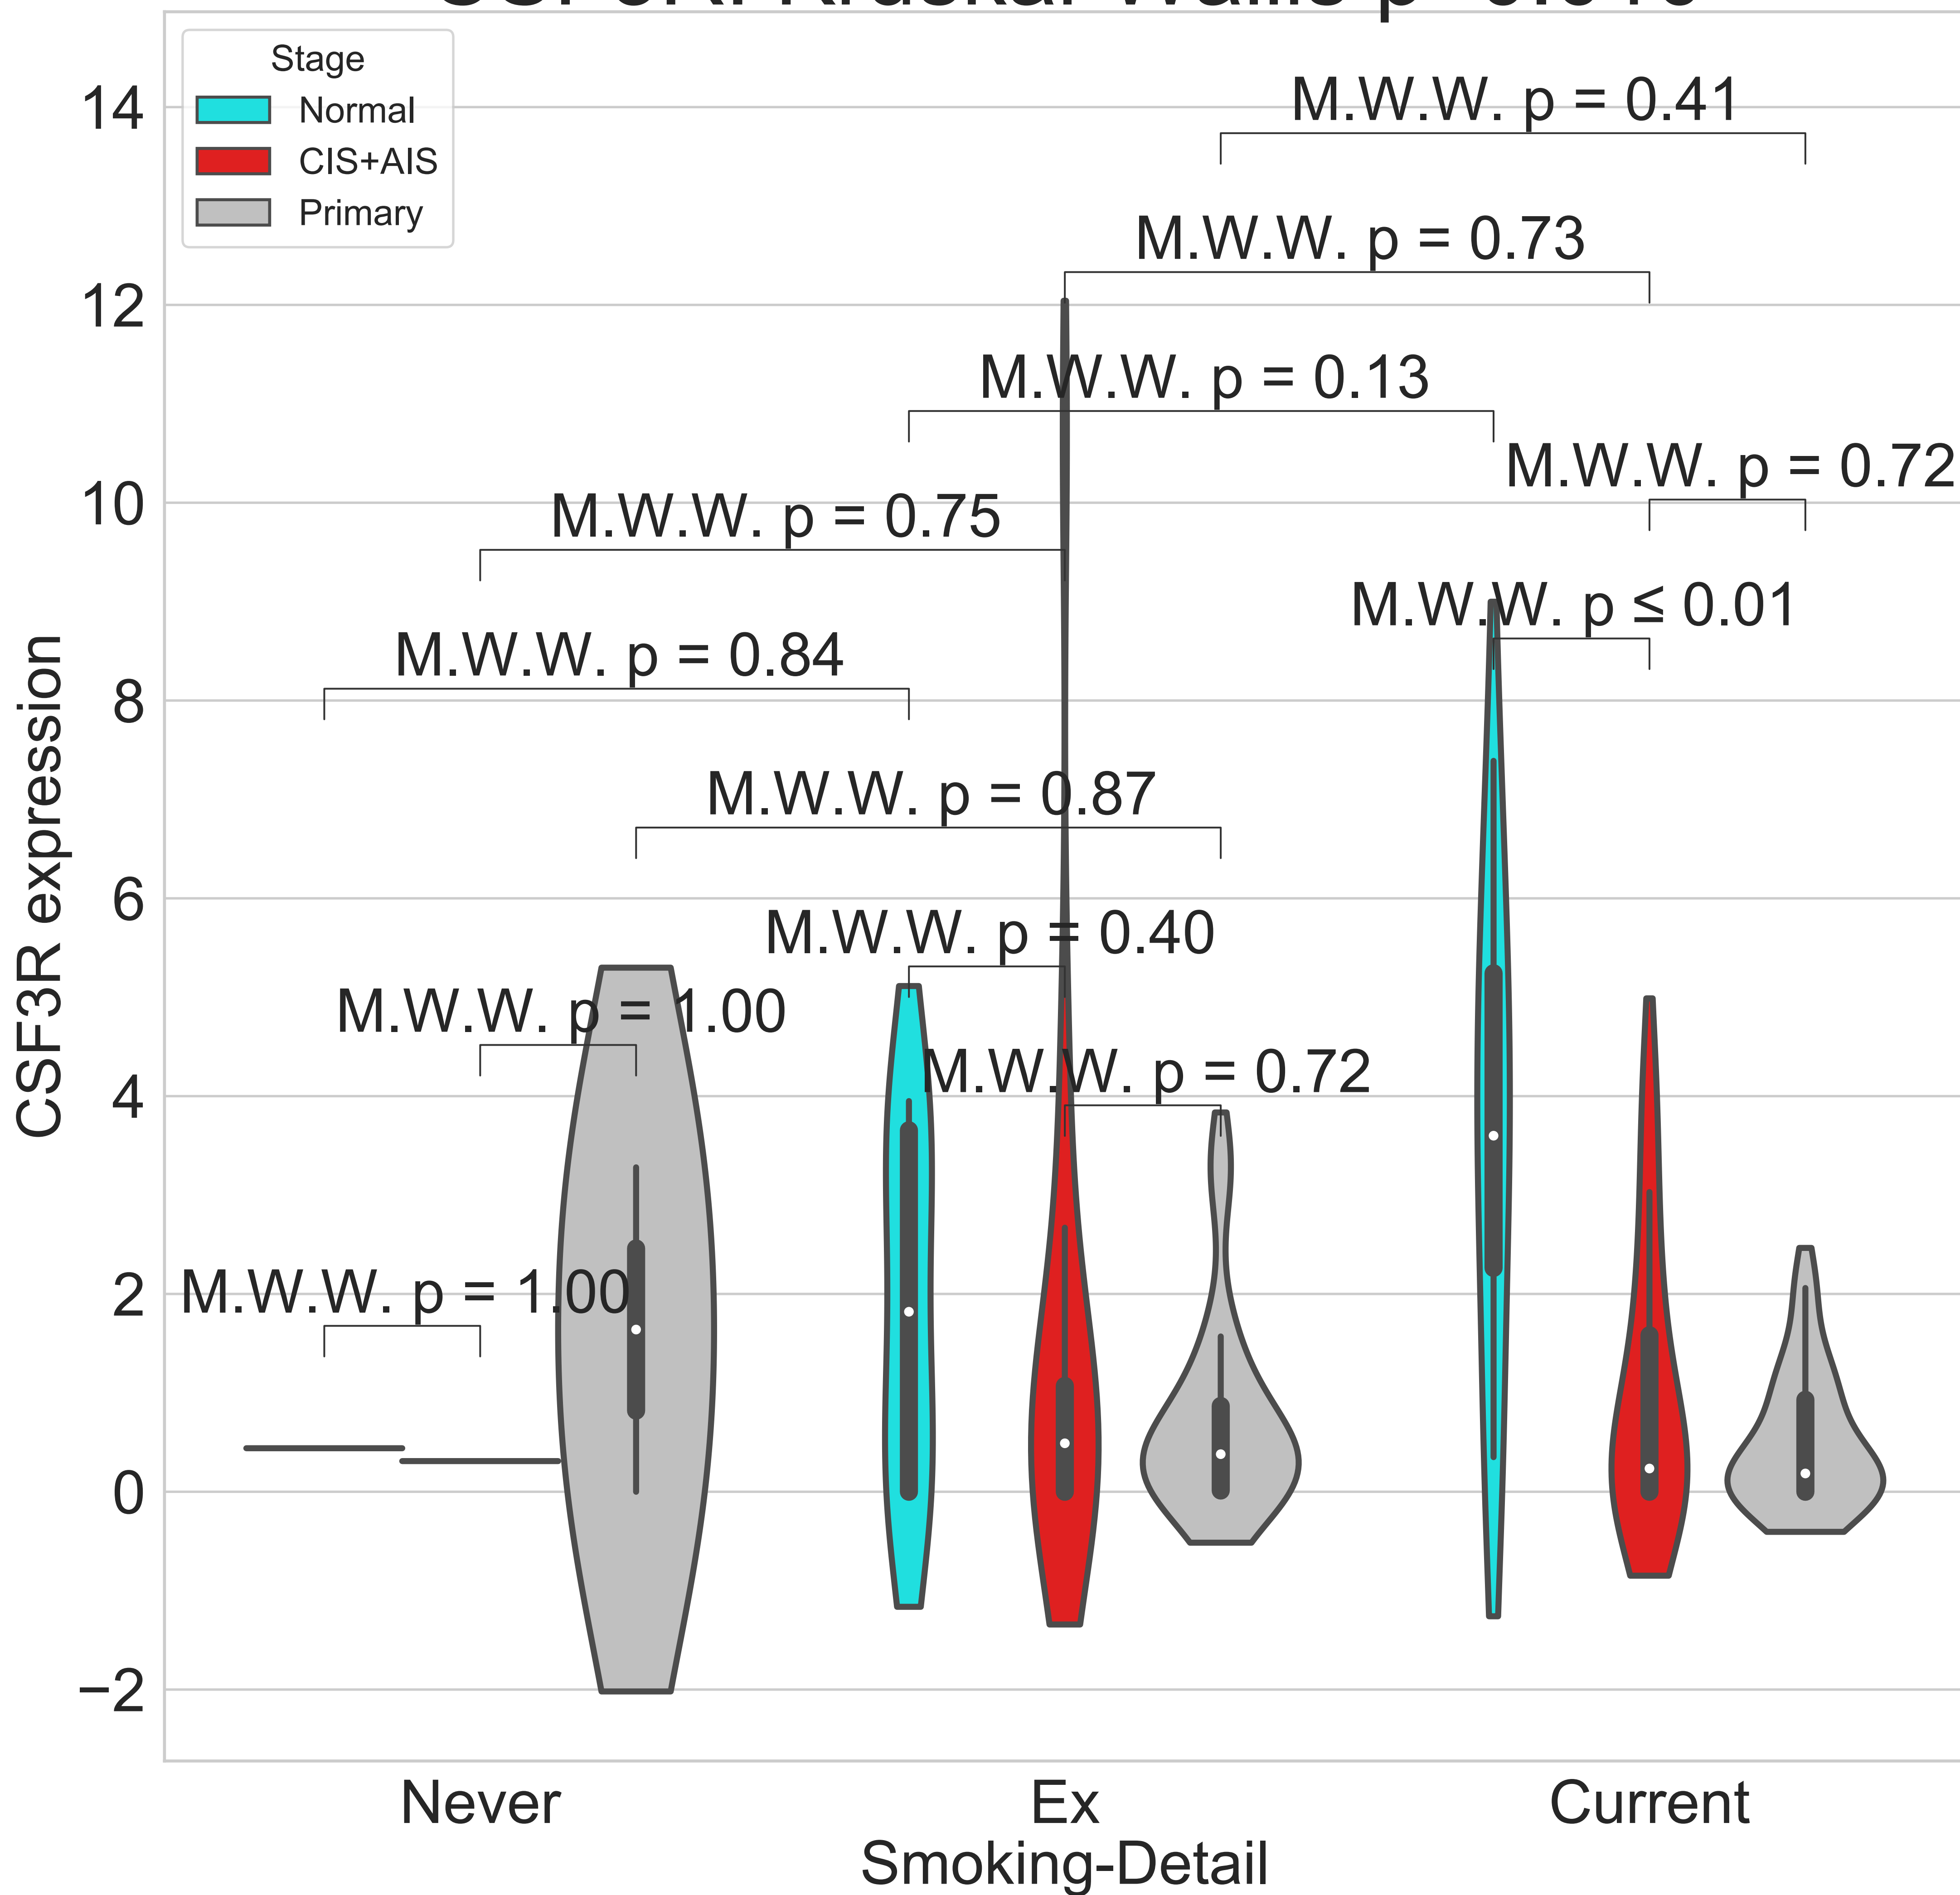 Stage
Normal
CIS+AIS
Primary
M.W.W. p = 0.41
M.W.W. p = 0.73
M.W.W. p = 0.13
M.W.W. p = 0.72
M.W.W. p = 0.75
M.W.W. p ≤ 0.01
M.W.W. p = 0.84
M.W.W. p = 0.87
M.W.W. p = 0.40
M.W.W. p = 1.00
M.W.W. p = 0.72
M.W.W. p = 1.00
14
12
10
8
6
4
2
0
−2
CSF3R expression
Never
Ex
Current
Smoking-Detail